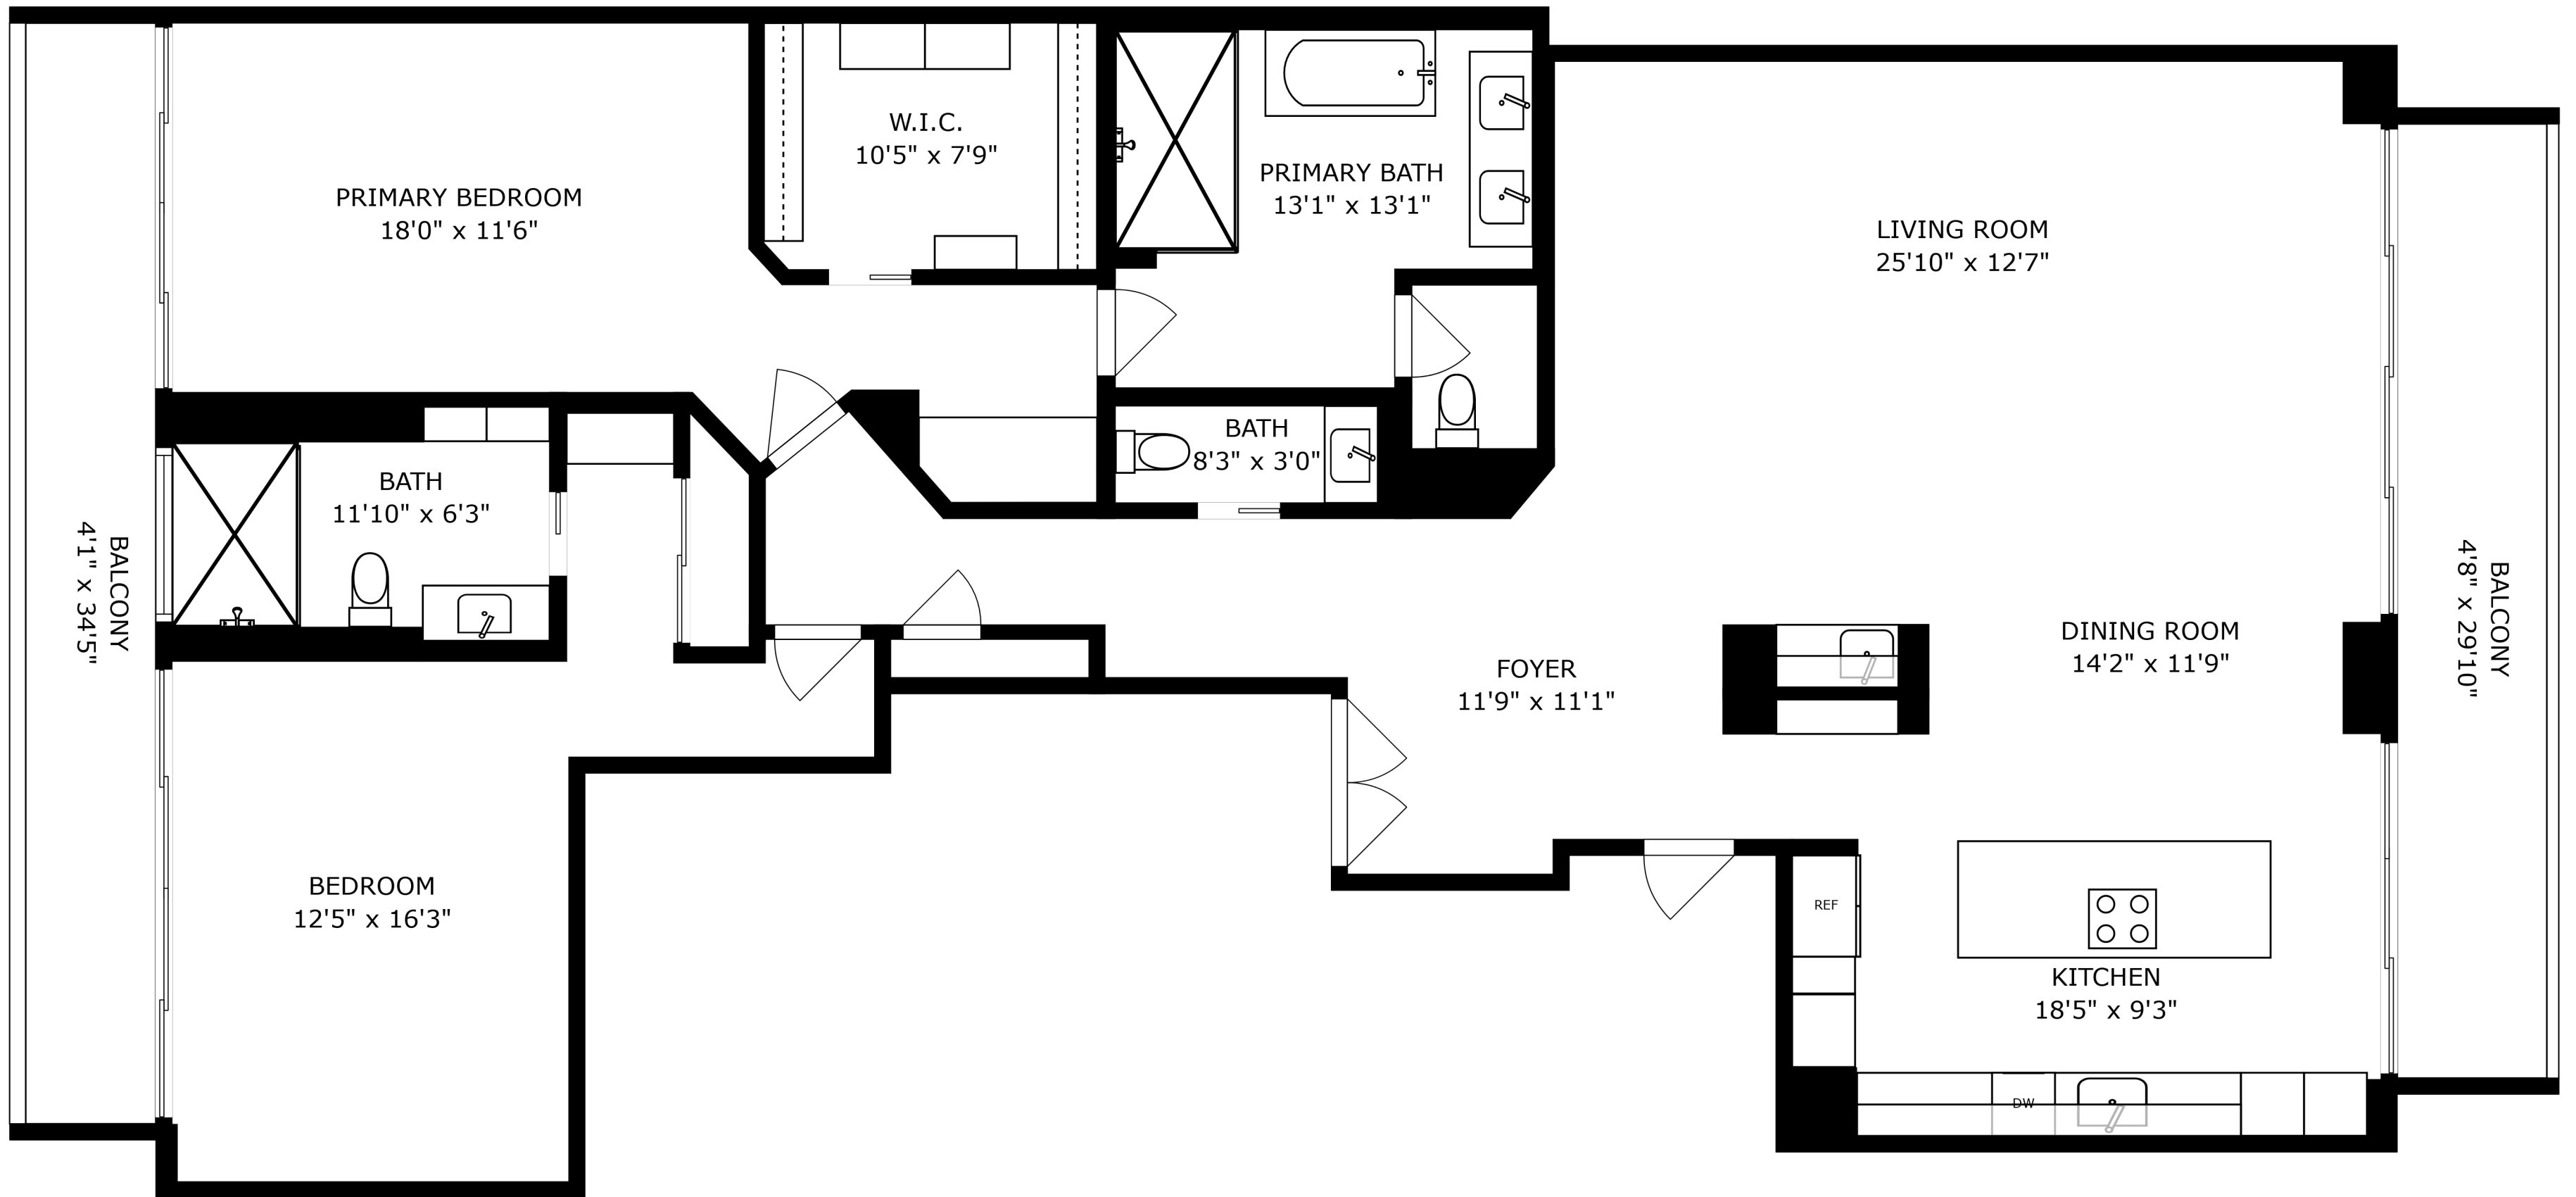 W.I.C.
10'5" x 7'9"
PRIMARY BEDROOM
18'0" x 11'6"
PRIMARY BATH
13'1" x 13'1"
LIVING ROOM
25'10" x 12'7"
BATH
8'3" x 3'0"
BATH
11'10" x 6'3"
BALCONY
4'1" x 34'5"
FOYER
11'9" x 11'1"
DINING ROOM
14'2" x 11'9"
BALCONY
4'8" x 29'10"
BEDROOM
12'5" x 16'3"
REF
KITCHEN
18'5" x 9'3"
DW